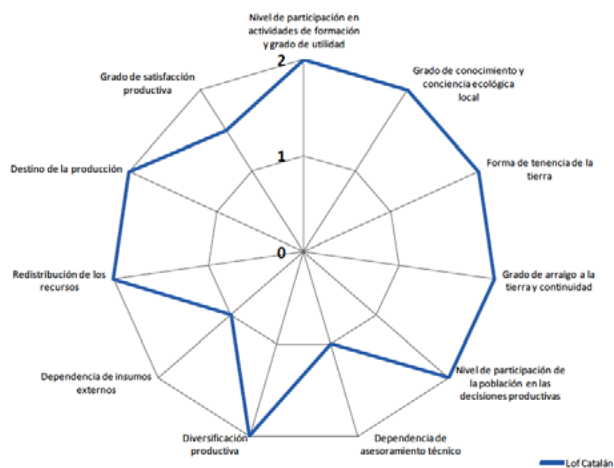 Nivel de participación en
actividades de formación
y grado de utilidad
2
Grado de satisfacción
productiva
Grado de conocimiento y
conciencia ecológica
local
1
Destino de la producción
Forma de tenencia de la
tierra
0
Redistribución de los
recursos
Grado de arraigo a la
tierra y continuidad
Dependencia de insumos
externos
Nivel de participación de
la población en las
decisiones productivas
Diversificación
productiva
Dependencia de
asesoramiento técnico
Lof Catalán